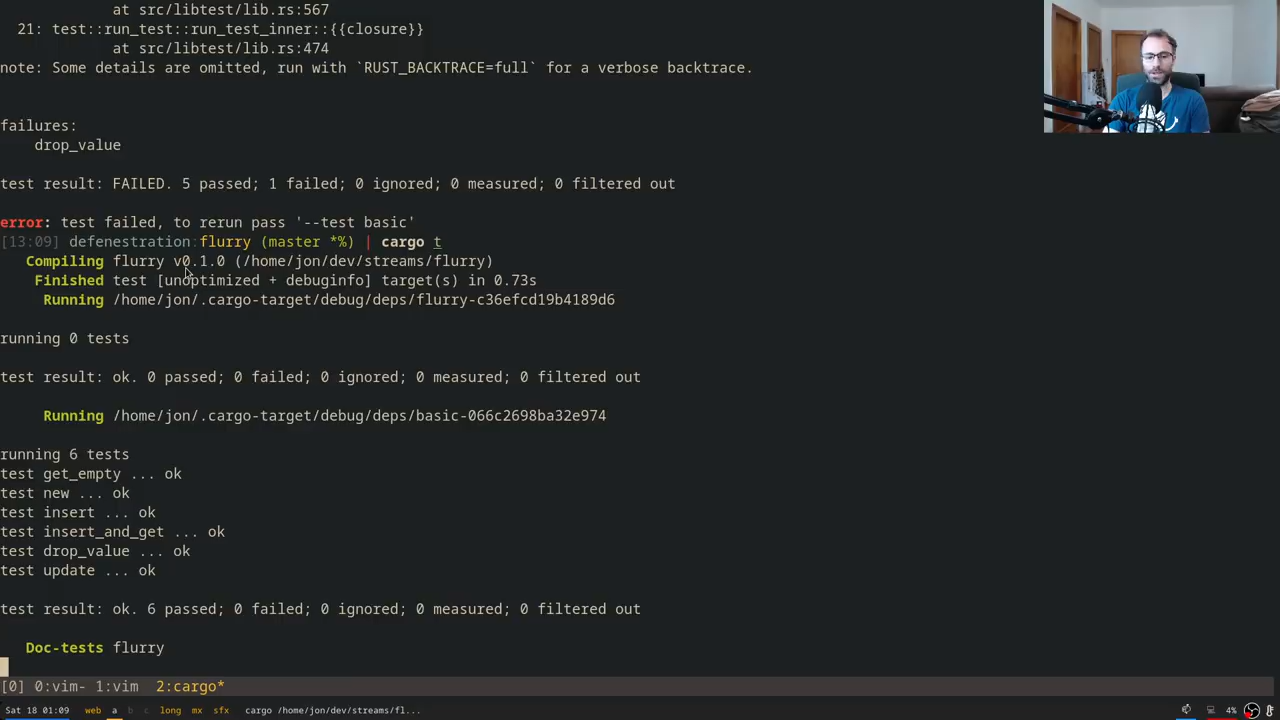 at src/libtest/lib.rs:567
21: test::run_test::run_test_inner::{{closure}}
at src/libtest/lib.rs:474
note: Some details are omitted, run with `RUST_BACKTRACE=full` for a verbose backtrace.
failures:
drop_value
test result: FAILED. 5 passed; 1 failed; 0 ignored; 0 measured; 0 filtered out
error: test failed, to rerun pass '--test basic'
[13:09] defenestration:flurry (master *%) | cargo t
Compiling flurry v0.1.0 (/home/jon/dev/streams/flurry)
Finished test [unoptimized + debuginfo] target(s) in 0.73s
Running /home/jon/.cargo-target/debug/deps/flurry-c36efcd19b4189d6
running 0 tests
test result: ok. 0 passed; 0 failed; 0 ignored; 0 measured; 0 filtered out
Running /home/jon/.cargo-target/debug/deps/basic-066c2698ba32e974
running 6 tests
test get_empty ... ok
test new ... ok
test insert ... ok
test insert_and_get ... ok
test drop_value ... ok
test update ... ok
test result: ok. 6 passed; 0 failed; 0 ignored; 0 measured; 0 filtered out
Doc-tests flurry
[0] 0:vim- 1:vim 2:cargo*
Sat 18 01:09 web a b c long mx sfx cargo /home/jon/dev/streams/fl... 4%